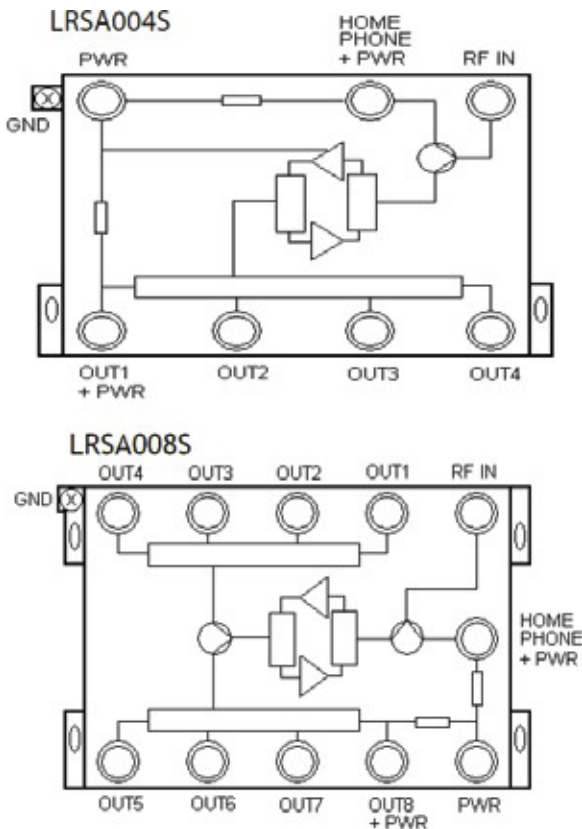 LRSA004S
PWR
HOME
PHONE
+ PWR
RF IN
GND
OUT1
+ PWR
OUT2
OUT3
OUT4
LRSA008S
OUT4
OUT3
OUT2
OUT1
RF IN
GND
HOME
PHONE
+ PWR
OUT5
OUT6
OUT7
OUT8
+ PWR
PWR